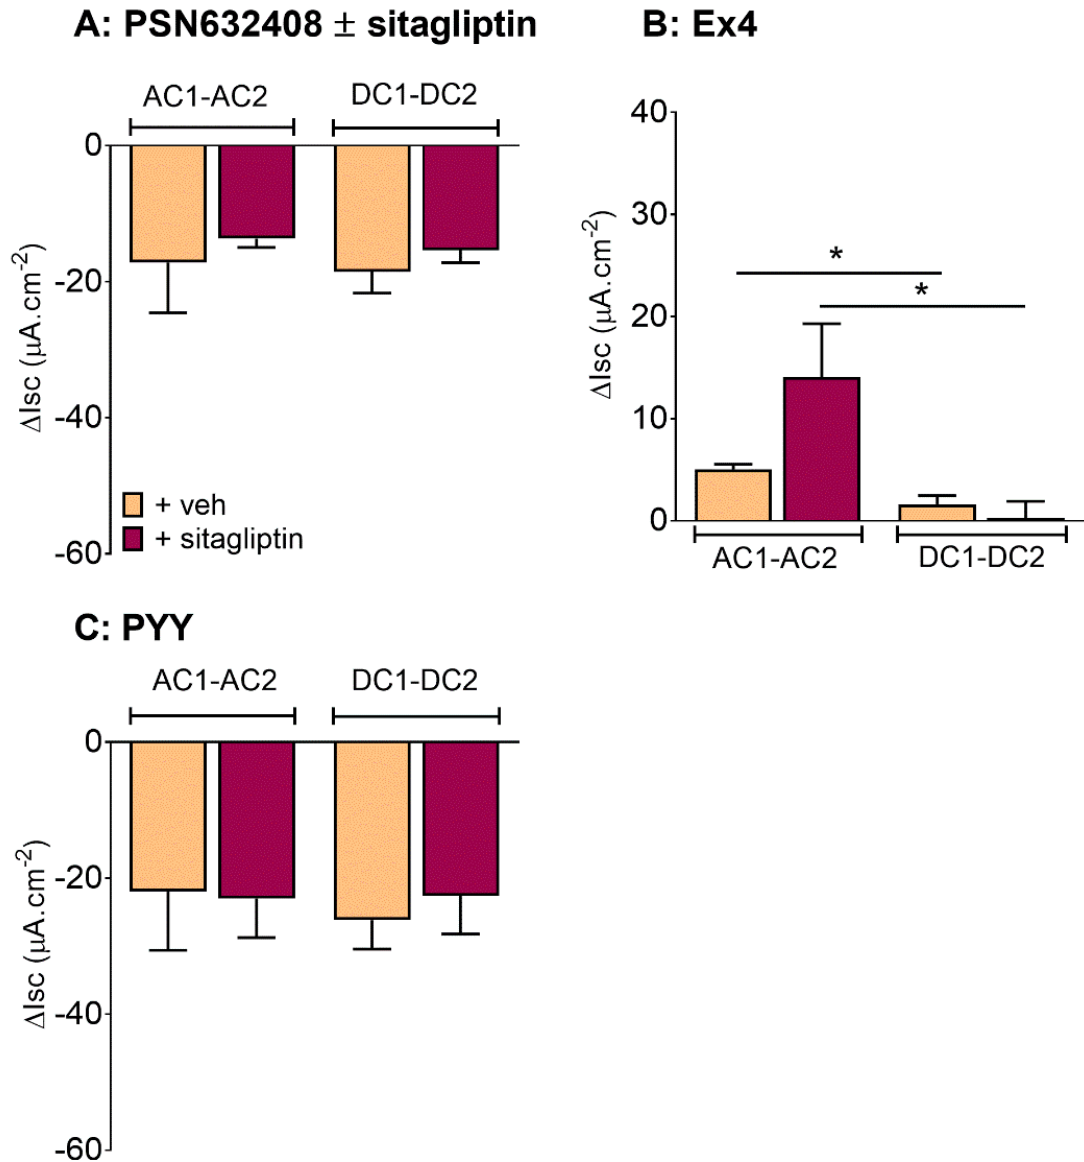 A: PSN632408 ± sitagliptin
AC1-AC2
DC1-DC2
0
-20
-40
-60
ΔIsc (μA.cm⁻²)
+ veh
+ sitagliptin
B: Ex4
40
30
20
10
0
ΔIsc (μA.cm⁻²)
*
*
AC1-AC2
DC1-DC2
C: PYY
AC1-AC2
DC1-DC2
0
-20
-40
-60
ΔIsc (μA.cm⁻²)